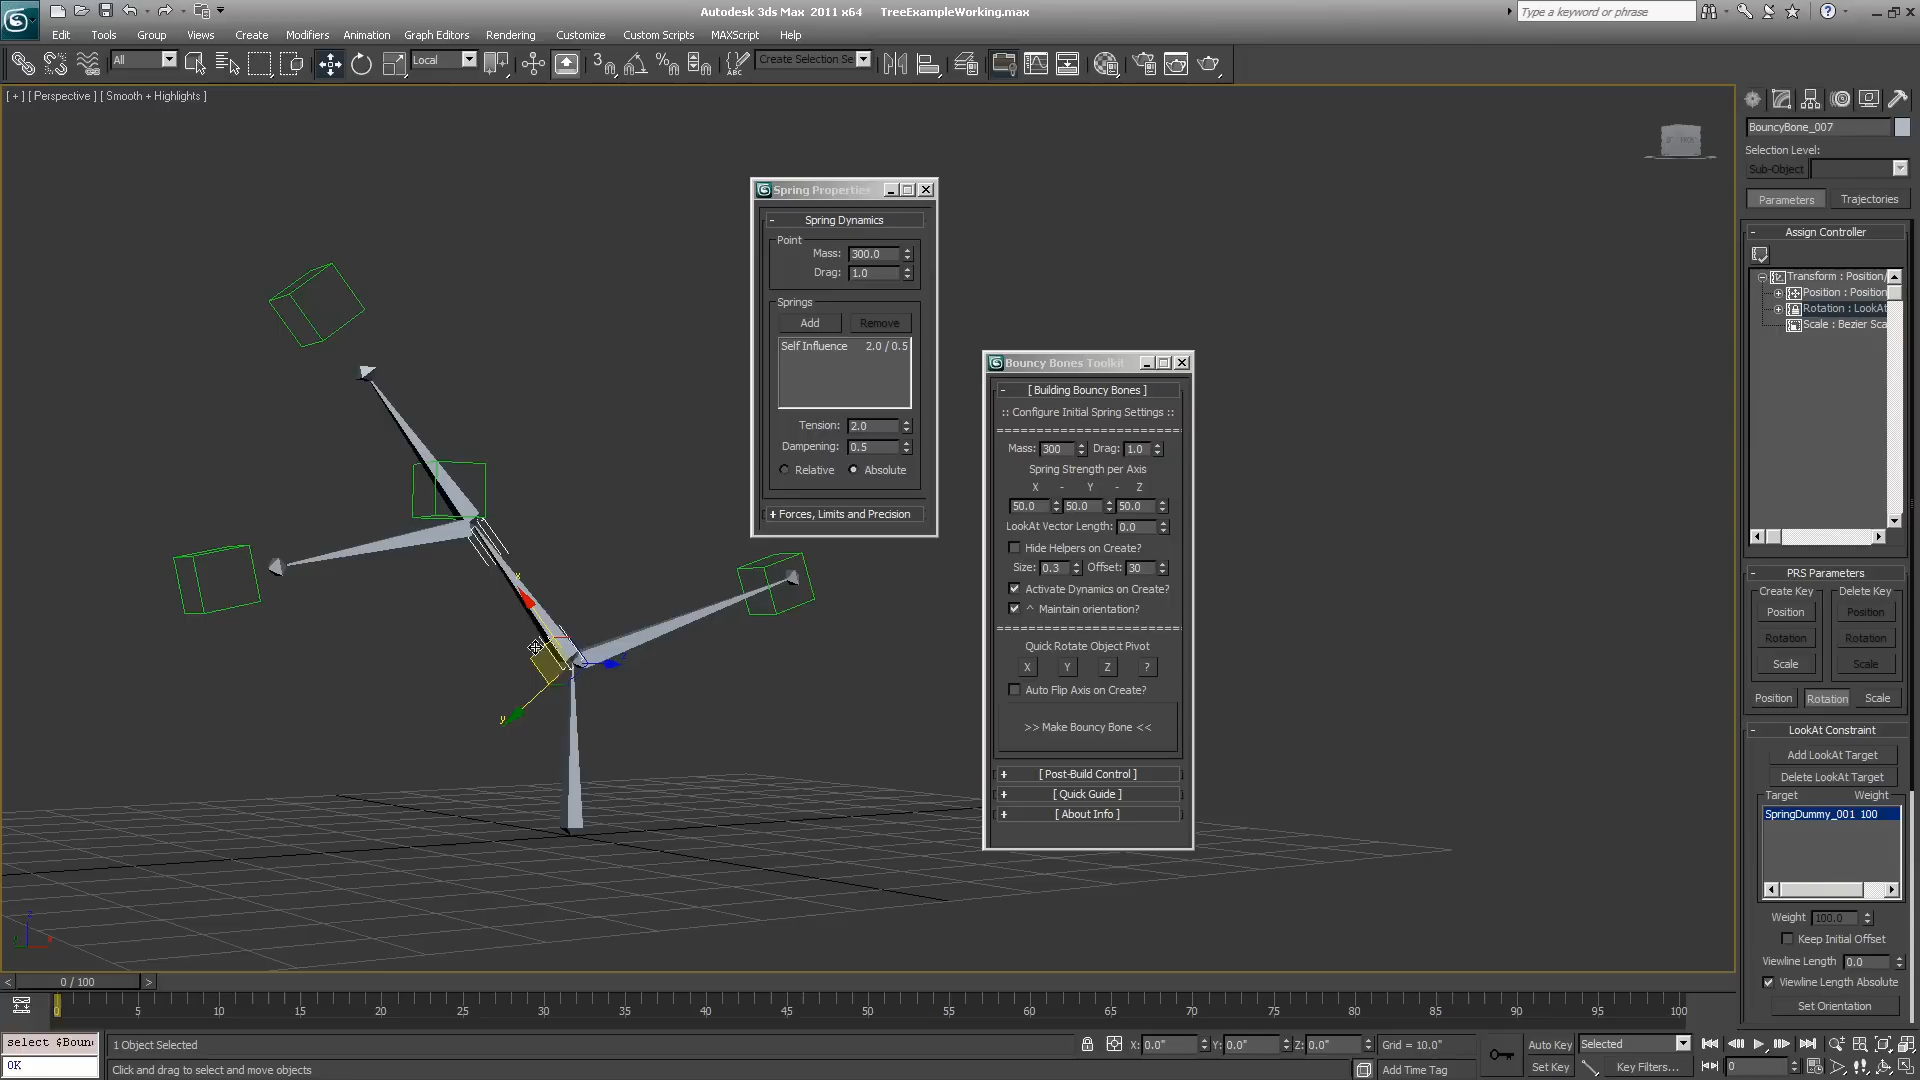 Autodesk 3ds Max 2011 x64 TreeExampleWorking.max
Type a keyword or phrase
Edit Tools Group Views Create Modifiers Animation Graph Editors Rendering Customize Custom Scripts MAXScript Help
All
Local
Create Selection Se
[ + ] [ Perspective ] [ Smooth + Highlights ]
BouncyBone_007
Selection Level:
Sub-Object
Parameters Trajectories
- Assign Controller
Transform : Position/
Position : Position
Rotation : LookAt
Scale : Bezier Sca
- PRS Parameters
Create Key Delete Key
Position Position
Rotation Rotation
Scale Scale
Position Rotation Scale
- LookAt Constraint
Add LookAt Target
Delete LookAt Target
Target Weight
SpringDummy_001 100
Weight 100.0
Keep Initial Offset
Viewline Length 0.0
Viewline Length Absolute
Set Orientation
Spring Properties
- Spring Dynamics
Point
Mass: 300.0
Drag: 1.0
Springs
Add Remove
Self Influence 2.0 / 0.5
Tension: 2.0
Dampening: 0.5
Relative Absolute
+ Forces, Limits and Precision
Bouncy Bones Toolkit
- [ Building Bouncy Bones ]
:: Configure Initial Spring Settings ::
Mass: 300 Drag: 1.0
Spring Strength per Axis
X - Y - Z
50.0 50.0 50.0
LookAt Vector Length: 0.0
Hide Helpers on Create?
Size: 0.3 Offset: 30
Activate Dynamics on Create?
^ Maintain orientation?
Quick Rotate Object Pivot
X Y Z ?
Auto Flip Axis on Create?
>> Make Bouncy Bone <<
+ [ Post-Build Control ]
+ [ Quick Guide ]
+ [ About Info ]
x
y
< 0 / 100 >
0 5 10 15 20 25 30 35 40 45 50 55 60 65 70 75 80 85 90 95 100
select $Boun
OK
1 Object Selected
Click and drag to select and move objects
X: 0.0" Y: 0.0" Z: 0.0"
Grid = 10.0"
Add Time Tag
Auto Key Selected
Set Key Key Filters...
0